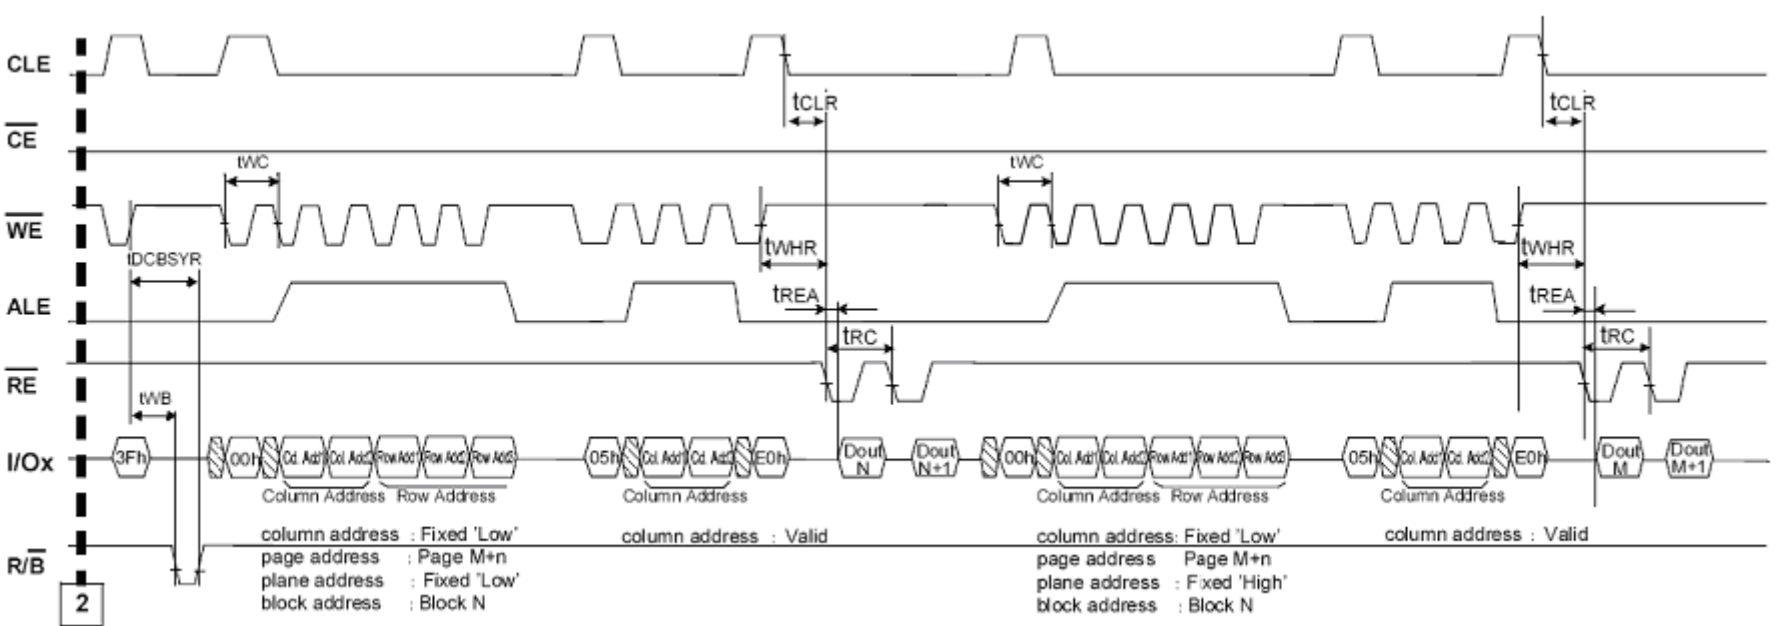 CLE
tCLR tCLR
CE
tWC tWC
WE
tWHR tWHR
tDCBSYR
ALE
tREA tREA
tRC tRC
RE
tWB
I/Ox 3Fh 00h Col. Add1 Col. Add2 Row Add1 Row Add2 Row Add3 05h Col. Add1 Col. Add2 E0h Dout N Dout N+1 00h Col. Add1 Col. Add2 Row Add1 Row Add2 Row Add3 05h Col. Add1 Col. Add2 E0h Dout M Dout M+1
Column Address Row Address Column Address Column Address Row Address Column Address
column address : Fixed 'Low' column address : Valid column address: Fixed 'Low' column address : Valid
page address : Page M+n page address Page M+n
R/B
plane address : Fixed 'Low' plane address : Fixed 'High'
block address : Block N block address : Block N
2